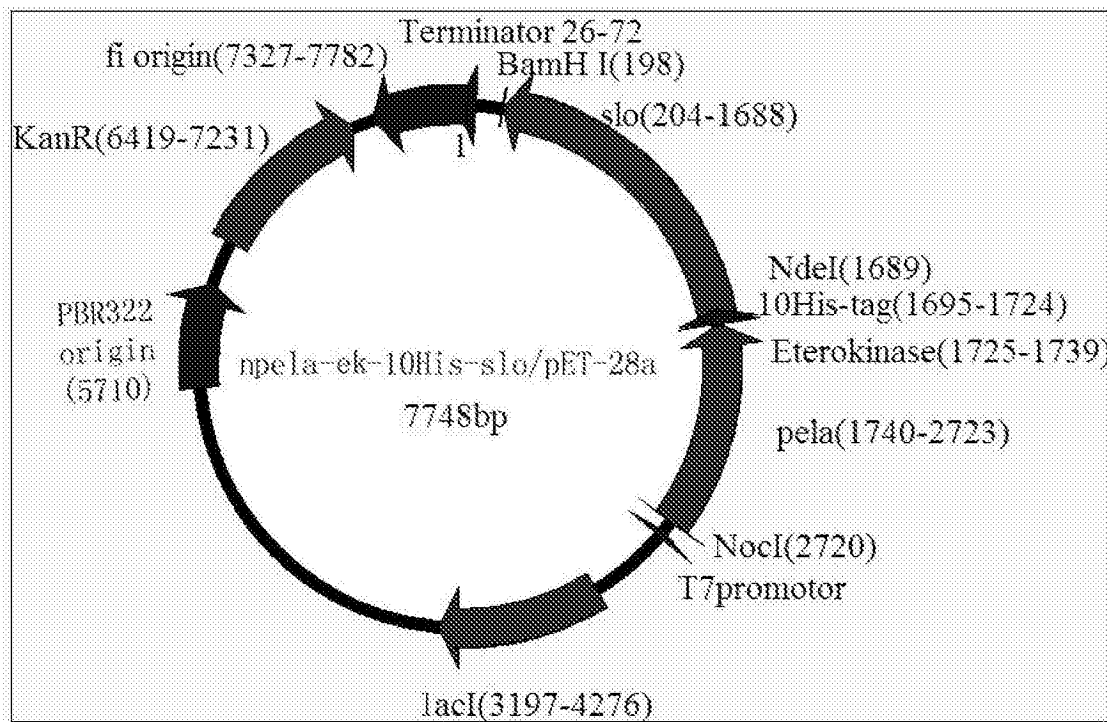 Terminator 26-72
fi origin(7327-7782)
BamH I(198)
slo(204-1688)
KanR(6419-7231)
1
NdeI(1689)
10His-tag(1695-1724)
PBR322
origin
(5710)
npela-ek-10His-slo/pET-28a
7748bp
Eterokinase(1725-1739)
pela(1740-2723)
NocI(2720)
T7promotor
lacI(3197-4276)